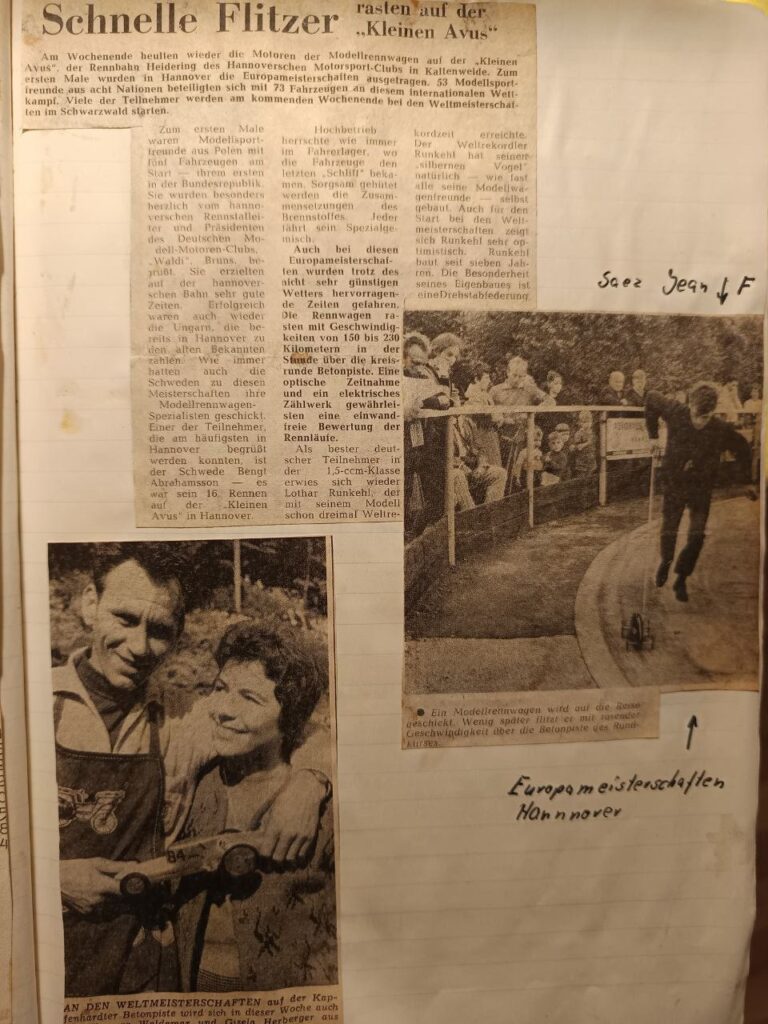 Schnelle Flitzer
rasten auf der
„Kleinen Avus“
Am Wochenende heulten wieder die Motoren der Modellrennwagen auf der „Kleinen
Avus“, der Rennbahn Heidering des Hannoverschen Motorsport-Clubs in Kaltenweide. Zum
ersten Male wurden in Hannover die Europameisterschaften ausgetragen. 53 Modellsport-
freunde aus acht Nationen beteiligten sich mit 73 Fahrzeugen an diesem internationalen Wett-
kampf. Viele der Teilnehmer werden am kommenden Wochenende bei den Weltmeisterschaf-
ten im Schwarzwald starten.
Zum ersten Male
waren Modellsport-
freunde aus Polen mit
fünf Fahrzeugen am
Start — ihrem ersten
in der Bundesrepublik.
Sie wurden besonders
herzlich vom hanno-
verschen Rennstallei-
ter und Präsidenten
des Deutschen Mo-
dell-Motoren-Clubs,
„Waldi“, Bruns, be-
grüßt. Sie erzielten
auf der hannover-
schen Bahn sehr gute
Zeiten. Erfolgreich
waren auch wieder
die Ungarn, die be-
reits in Hannover zu
den alten Bekannten
zählen. Wie immer
hatten auch die
Schweden zu diesen
Meisterschaften ihre
Modellrennwagen-
Spezialisten geschickt.
Einer der Teilnehmer,
die am häufigsten in
Hannover begrüßt
werden konnten, ist
der Schwede Bengt
Abrahamsson — es
war sein 16. Rennen
auf der „Kleinen
Avus“ in Hannover.
Hochbetrieb
herrschte wie immer
im Fahrerlager, wo
die Fahrzeuge den
letzten „Schliff“ beka-
men. Sorgsam gehütet
werden die Zusam-
mensetzungen des
Brennstoffes. Jeder
fährt sein Spezialge-
misch.
Auch bei diesen
Europameisterschaf-
ten wurden trotz des
nicht sehr günstigen
Wetters hervorragen-
de Zeiten gefahren.
Die Rennwagen ra-
sten mit Geschwindig-
keiten von 150 bis 230
Kilometern in der
Stunde über die kreis-
runde Betonpiste. Eine
optische Zeitnahme
und ein elektrisches
Zählwerk gewährlei-
sten eine einwand-
freie Bewertung der
Rennläufe.
Als bester deut-
scher Teilnehmer in
der 1,5-ccm-Klasse
erwies sich wieder
Lothar Runkehl, der
mit seinem Modell
schon dreimal Weltre-
kordzeit erreichte.
Der Weltrekordler
Runkehl hat seinen
„silbernen Vogel“
natürlich — wie fast
alle seine Modellwa-
genfreunde — selbst
gebaut. Auch für den
Start bei den Welt-
meisterschaften zeigt
sich Runkehl sehr op-
timistisch. Runkehl
baut seit sieben Jah-
ren. Die Besonderheit
seines Eigenbaues ist
eine Drehstabfederung.
Saez Jean ↓ F
● Ein Modellrennwagen wird auf die Reise
geschickt. Wenig später flitzt er mit rasender
Geschwindigkeit über die Betonpiste des Rund-
kurses.
↑
Europameisterschaften
Hannnover
84
AN DEN WELTMEISTERSCHAFTEN auf der Kap-
fenhardter Betonpiste wird sich in dieser Woche auch
Waldemar und Gisela Herberger aus